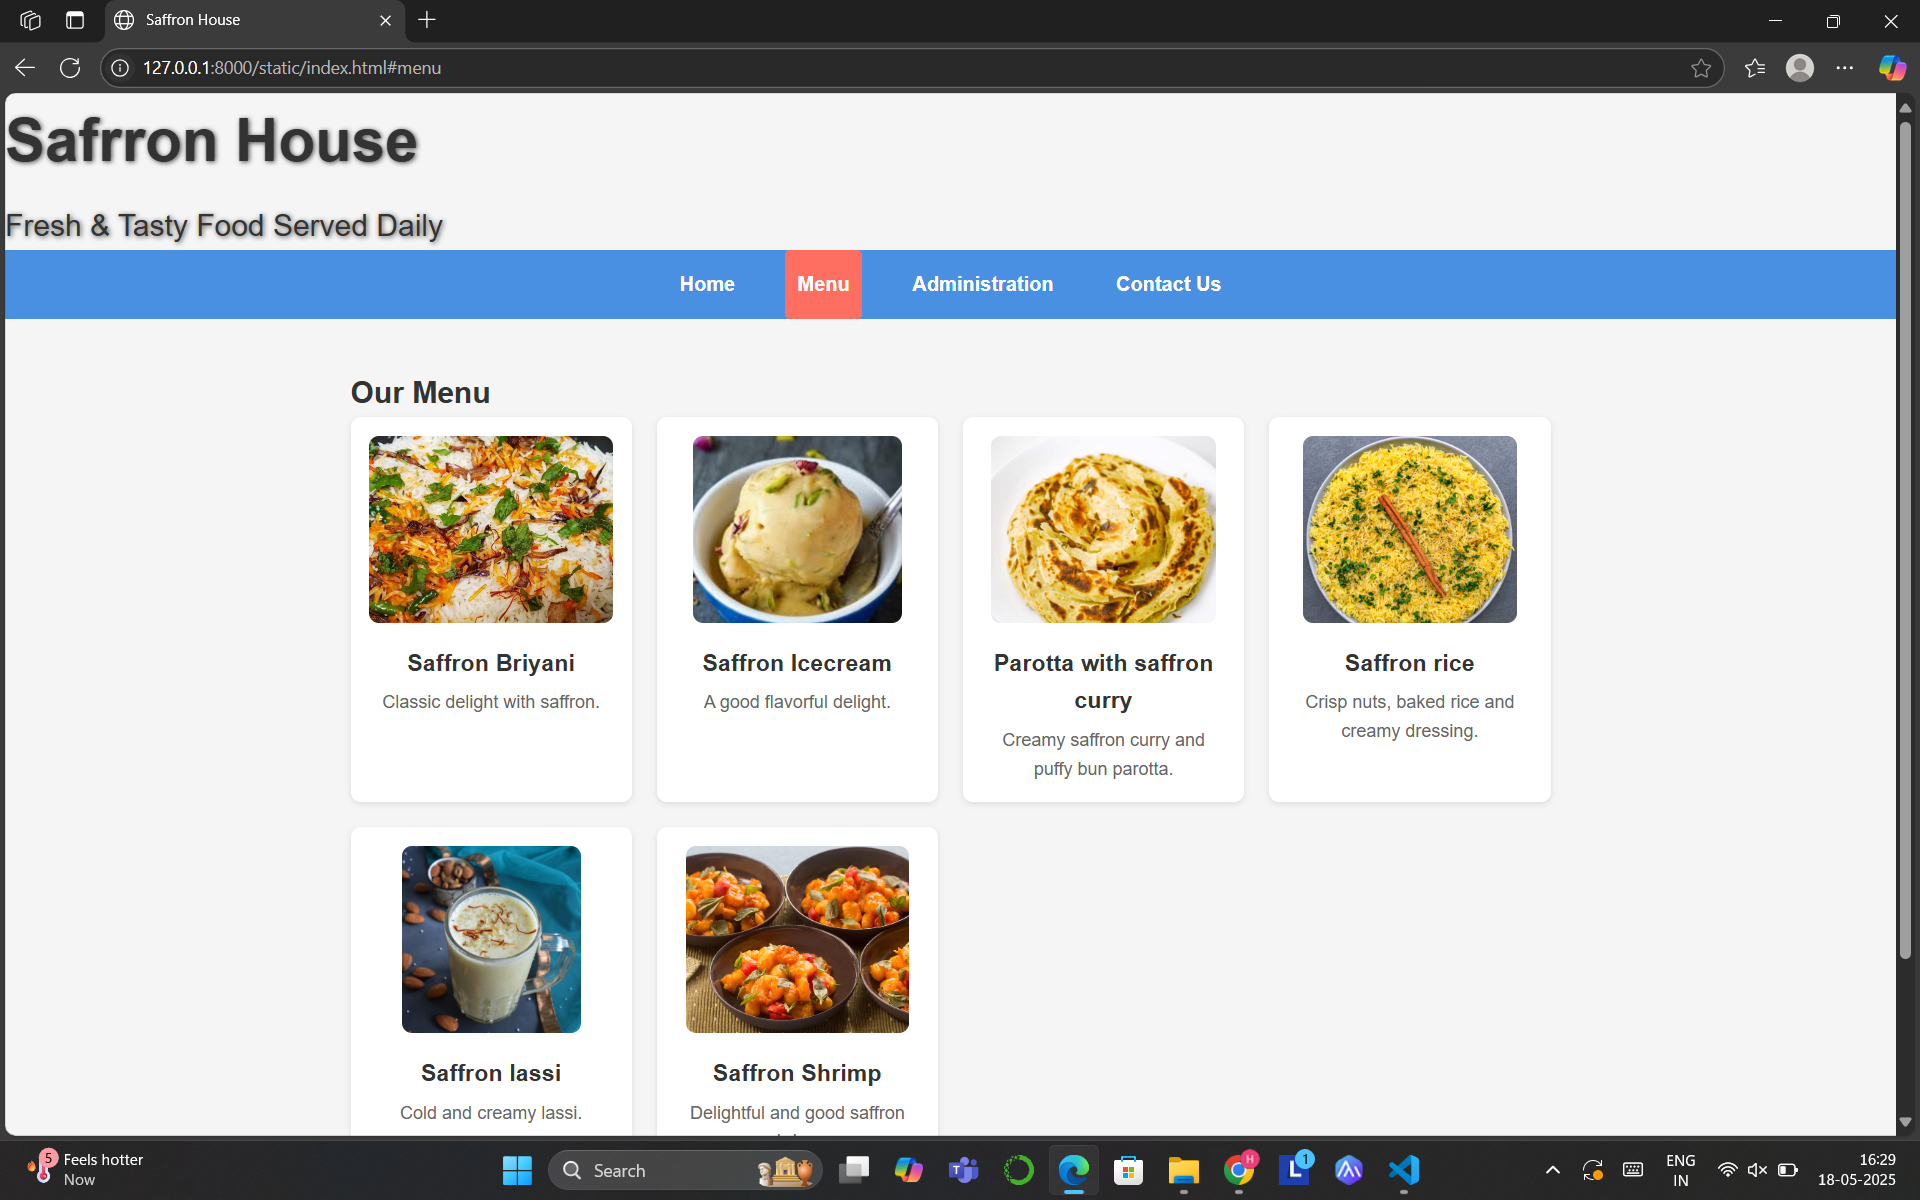 Saffron House
127.0.0.1:8000/static/index.html#menu
Safrron House
Fresh & Tasty Food Served Daily
Home
Menu
Administration
Contact Us
Our Menu
Saffron Briyani
Classic delight with saffron.
Saffron Icecream
A good flavorful delight.
Parotta with saffron
curry
Creamy saffron curry and
puffy bun parotta.
Saffron rice
Crisp nuts, baked rice and
creamy dressing.
Saffron lassi
Cold and creamy lassi.
Saffron Shrimp
Delightful and good saffron
5
Feels hotter
Now
Search
H
L
1
ENG
IN
16:29
18-05-2025